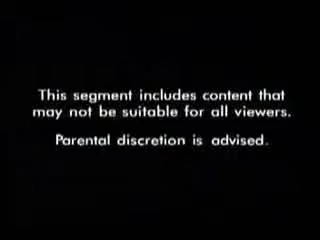 This segment includes content that
may not be suitable for all viewers.
Parental discretion is advised.